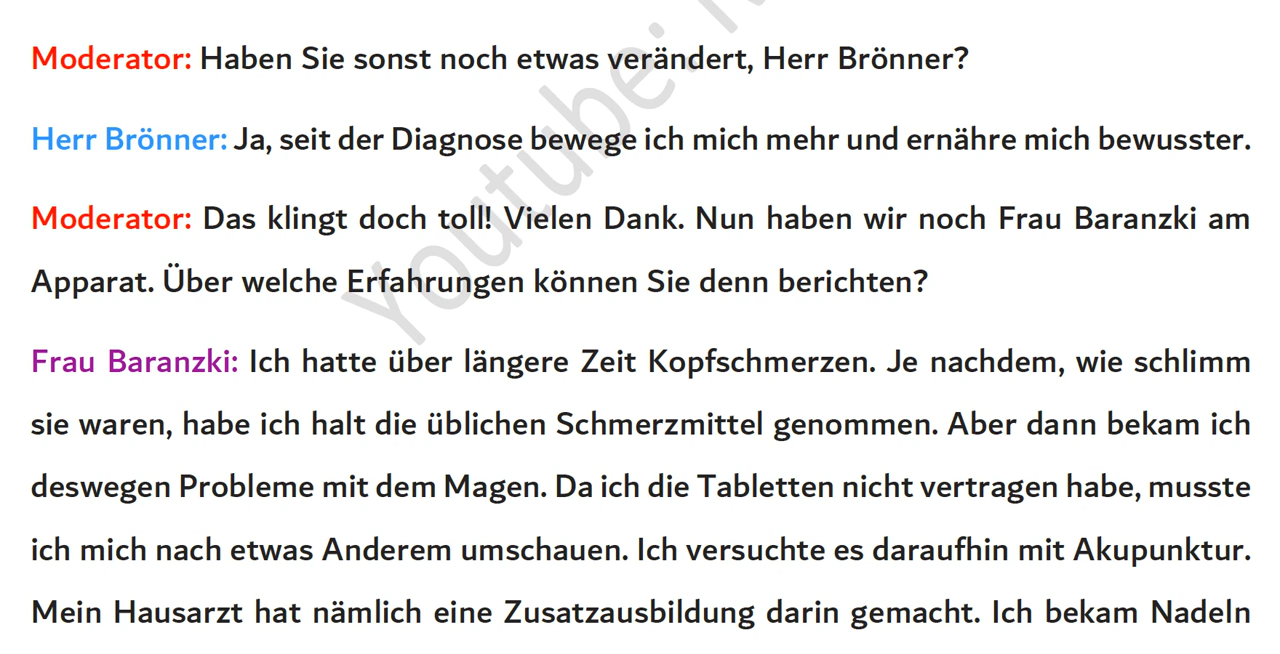 Moderator: Haben Sie sonst noch etwas verändert, Herr Brönner?
Herr Brönner: Ja, seit der Diagnose bewege ich mich mehr und ernähre mich bewusster.
Moderator: Das klingt doch toll! Vielen Dank. Nun haben wir noch Frau Baranzki am
Apparat. Über welche Erfahrungen können Sie denn berichten?
Frau Baranzki: Ich hatte über längere Zeit Kopfschmerzen. Je nachdem, wie schlimm
sie waren, habe ich halt die üblichen Schmerzmittel genommen. Aber dann bekam ich
deswegen Probleme mit dem Magen. Da ich die Tabletten nicht vertragen habe, musste
ich mich nach etwas Anderem umschauen. Ich versuchte es daraufhin mit Akupunktur.
Mein Hausarzt hat nämlich eine Zusatzausbildung darin gemacht. Ich bekam Nadeln
Youtube: